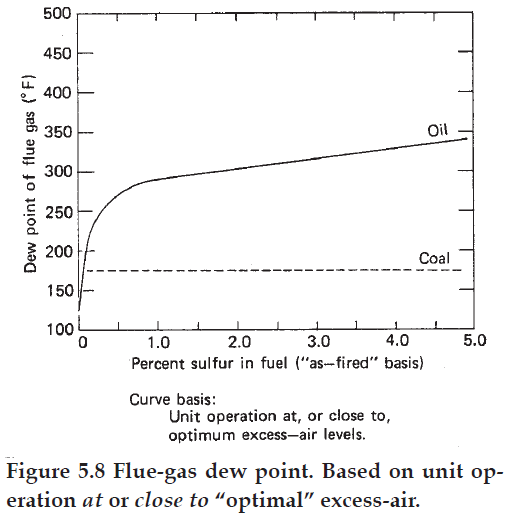 500
450
400
350
300
250
200
150
100
Dew point of flue gas (°F)
Oil
Coal
0 1.0 2.0 3.0 4.0 5.0
Percent sulfur in fuel ("as—fired" basis)
Curve basis:
Unit operation at, or close to,
optimum excess—air levels.
Figure 5.8 Flue-gas dew point. Based on unit op-
eration at or close to “optimal” excess-air.